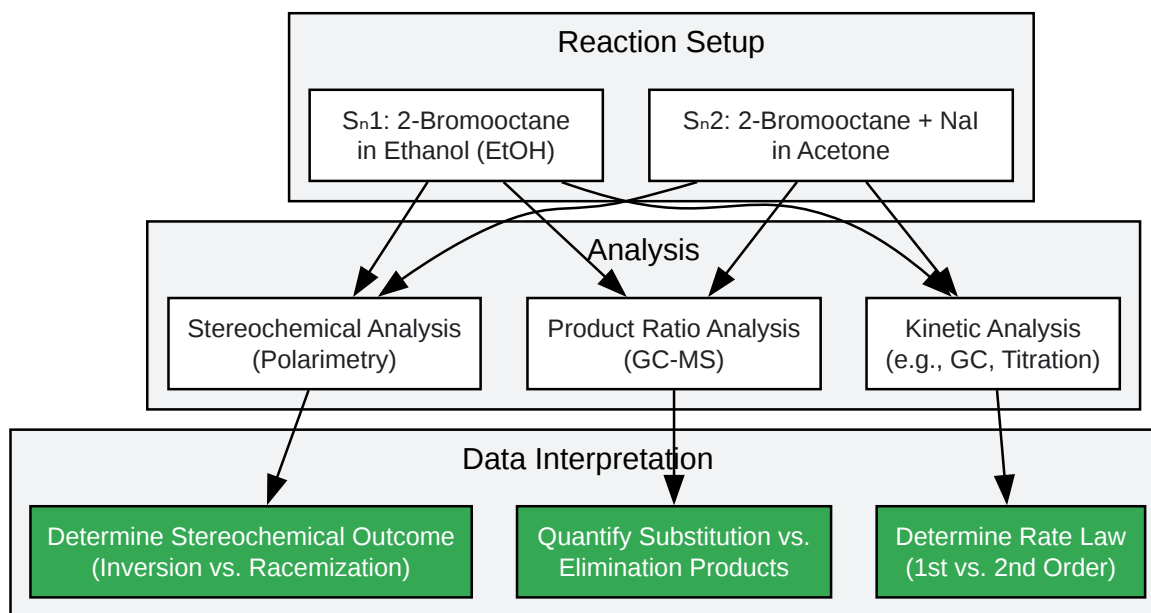 Reaction Setup
Sₙ1: 2-Bromooctane
in Ethanol (EtOH)
Sₙ2: 2-Bromooctane + NaI
in Acetone
Analysis
Stereochemical Analysis
(Polarimetry)
Product Ratio Analysis
(GC-MS)
Kinetic Analysis
(e.g., GC, Titration)
Data Interpretation
Determine Stereochemical Outcome
(Inversion vs. Racemization)
Quantify Substitution vs.
Elimination Products
Determine Rate Law
(1st vs. 2nd Order)